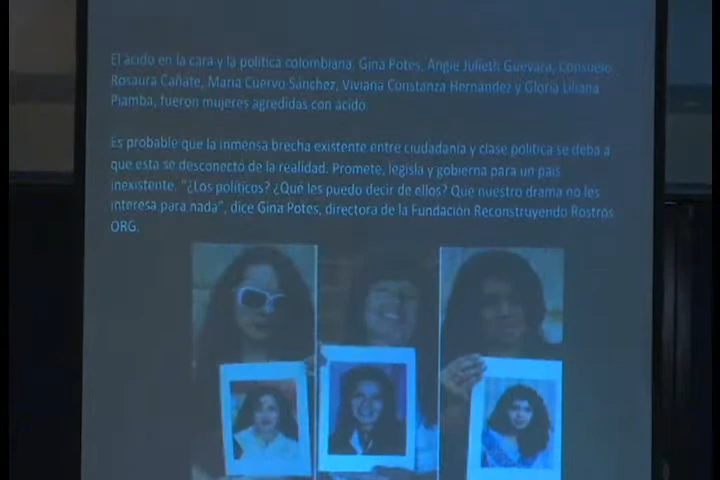 El ácido en la cara y la política colombiana. Gina Potes, Angie Julieth Guevara, Consuelo
Rosaura Cañate, María Cuervo Sánchez, Viviana Constanza Hernández y Gloria Liliana
Piamba, fueron mujeres agredidas con ácido.
Es probable que la inmensa brecha existente entre ciudadanía y clase política se deba a
que esta se desconectó de la realidad. Promete, legisla y gobierna para un país
inexistente. "¿Los políticos? ¿Qué les puedo decir de ellos? Que nuestro drama no les
interesa para nada", dice Gina Potes, directora de la Fundación Reconstruyendo Rostros
ORG.